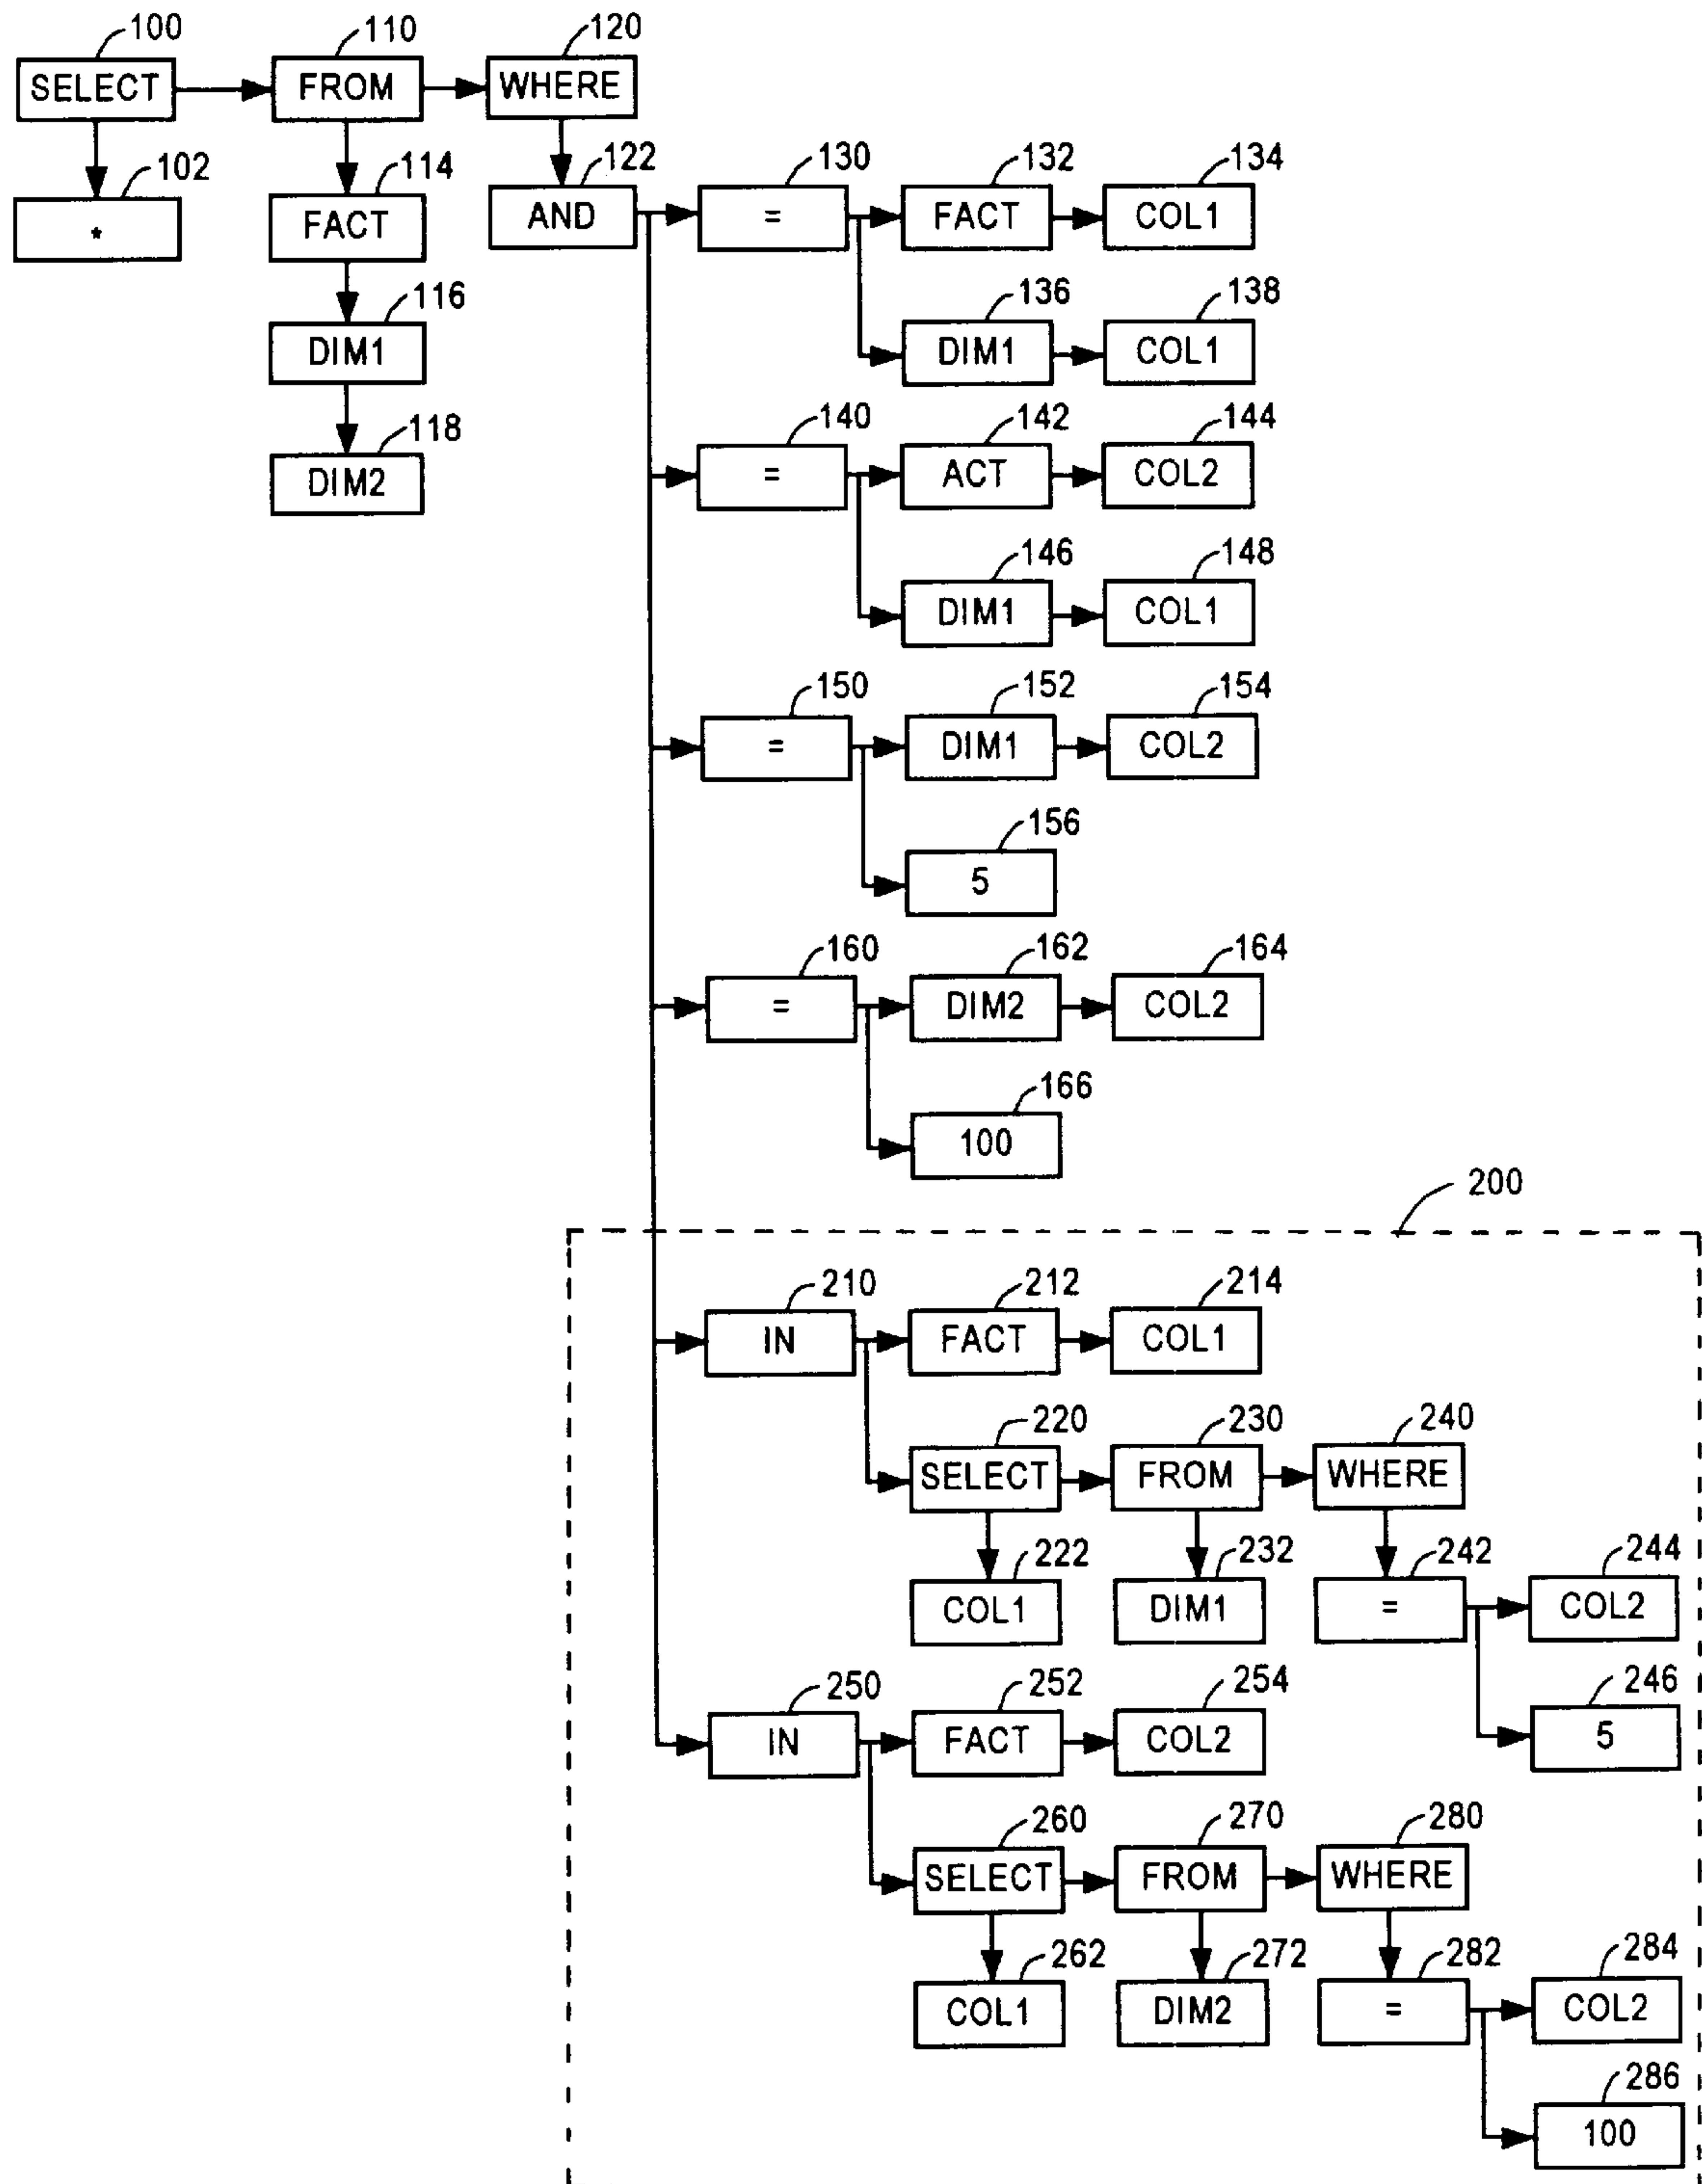 100 110 120
SELECT FROM WHERE
102 114 122 130 132 134
* FACT AND = FACT COL1
116 136 138
DIM1 DIM1 COL1
118 140 142 144
DIM2 = ACT COL2
146 148
DIM1 COL1
150 152 154
= DIM1 COL2
156
5
160 162 164
= DIM2 COL2
166
100
200
210 212 214
IN FACT COL1
220 230 240
SELECT FROM WHERE
222 232 242 244
COL1 DIM1 = COL2
250 252 254 246
IN FACT COL2 5
260 270 280
SELECT FROM WHERE
262 272 282 284
COL1 DIM2 = COL2
286
100